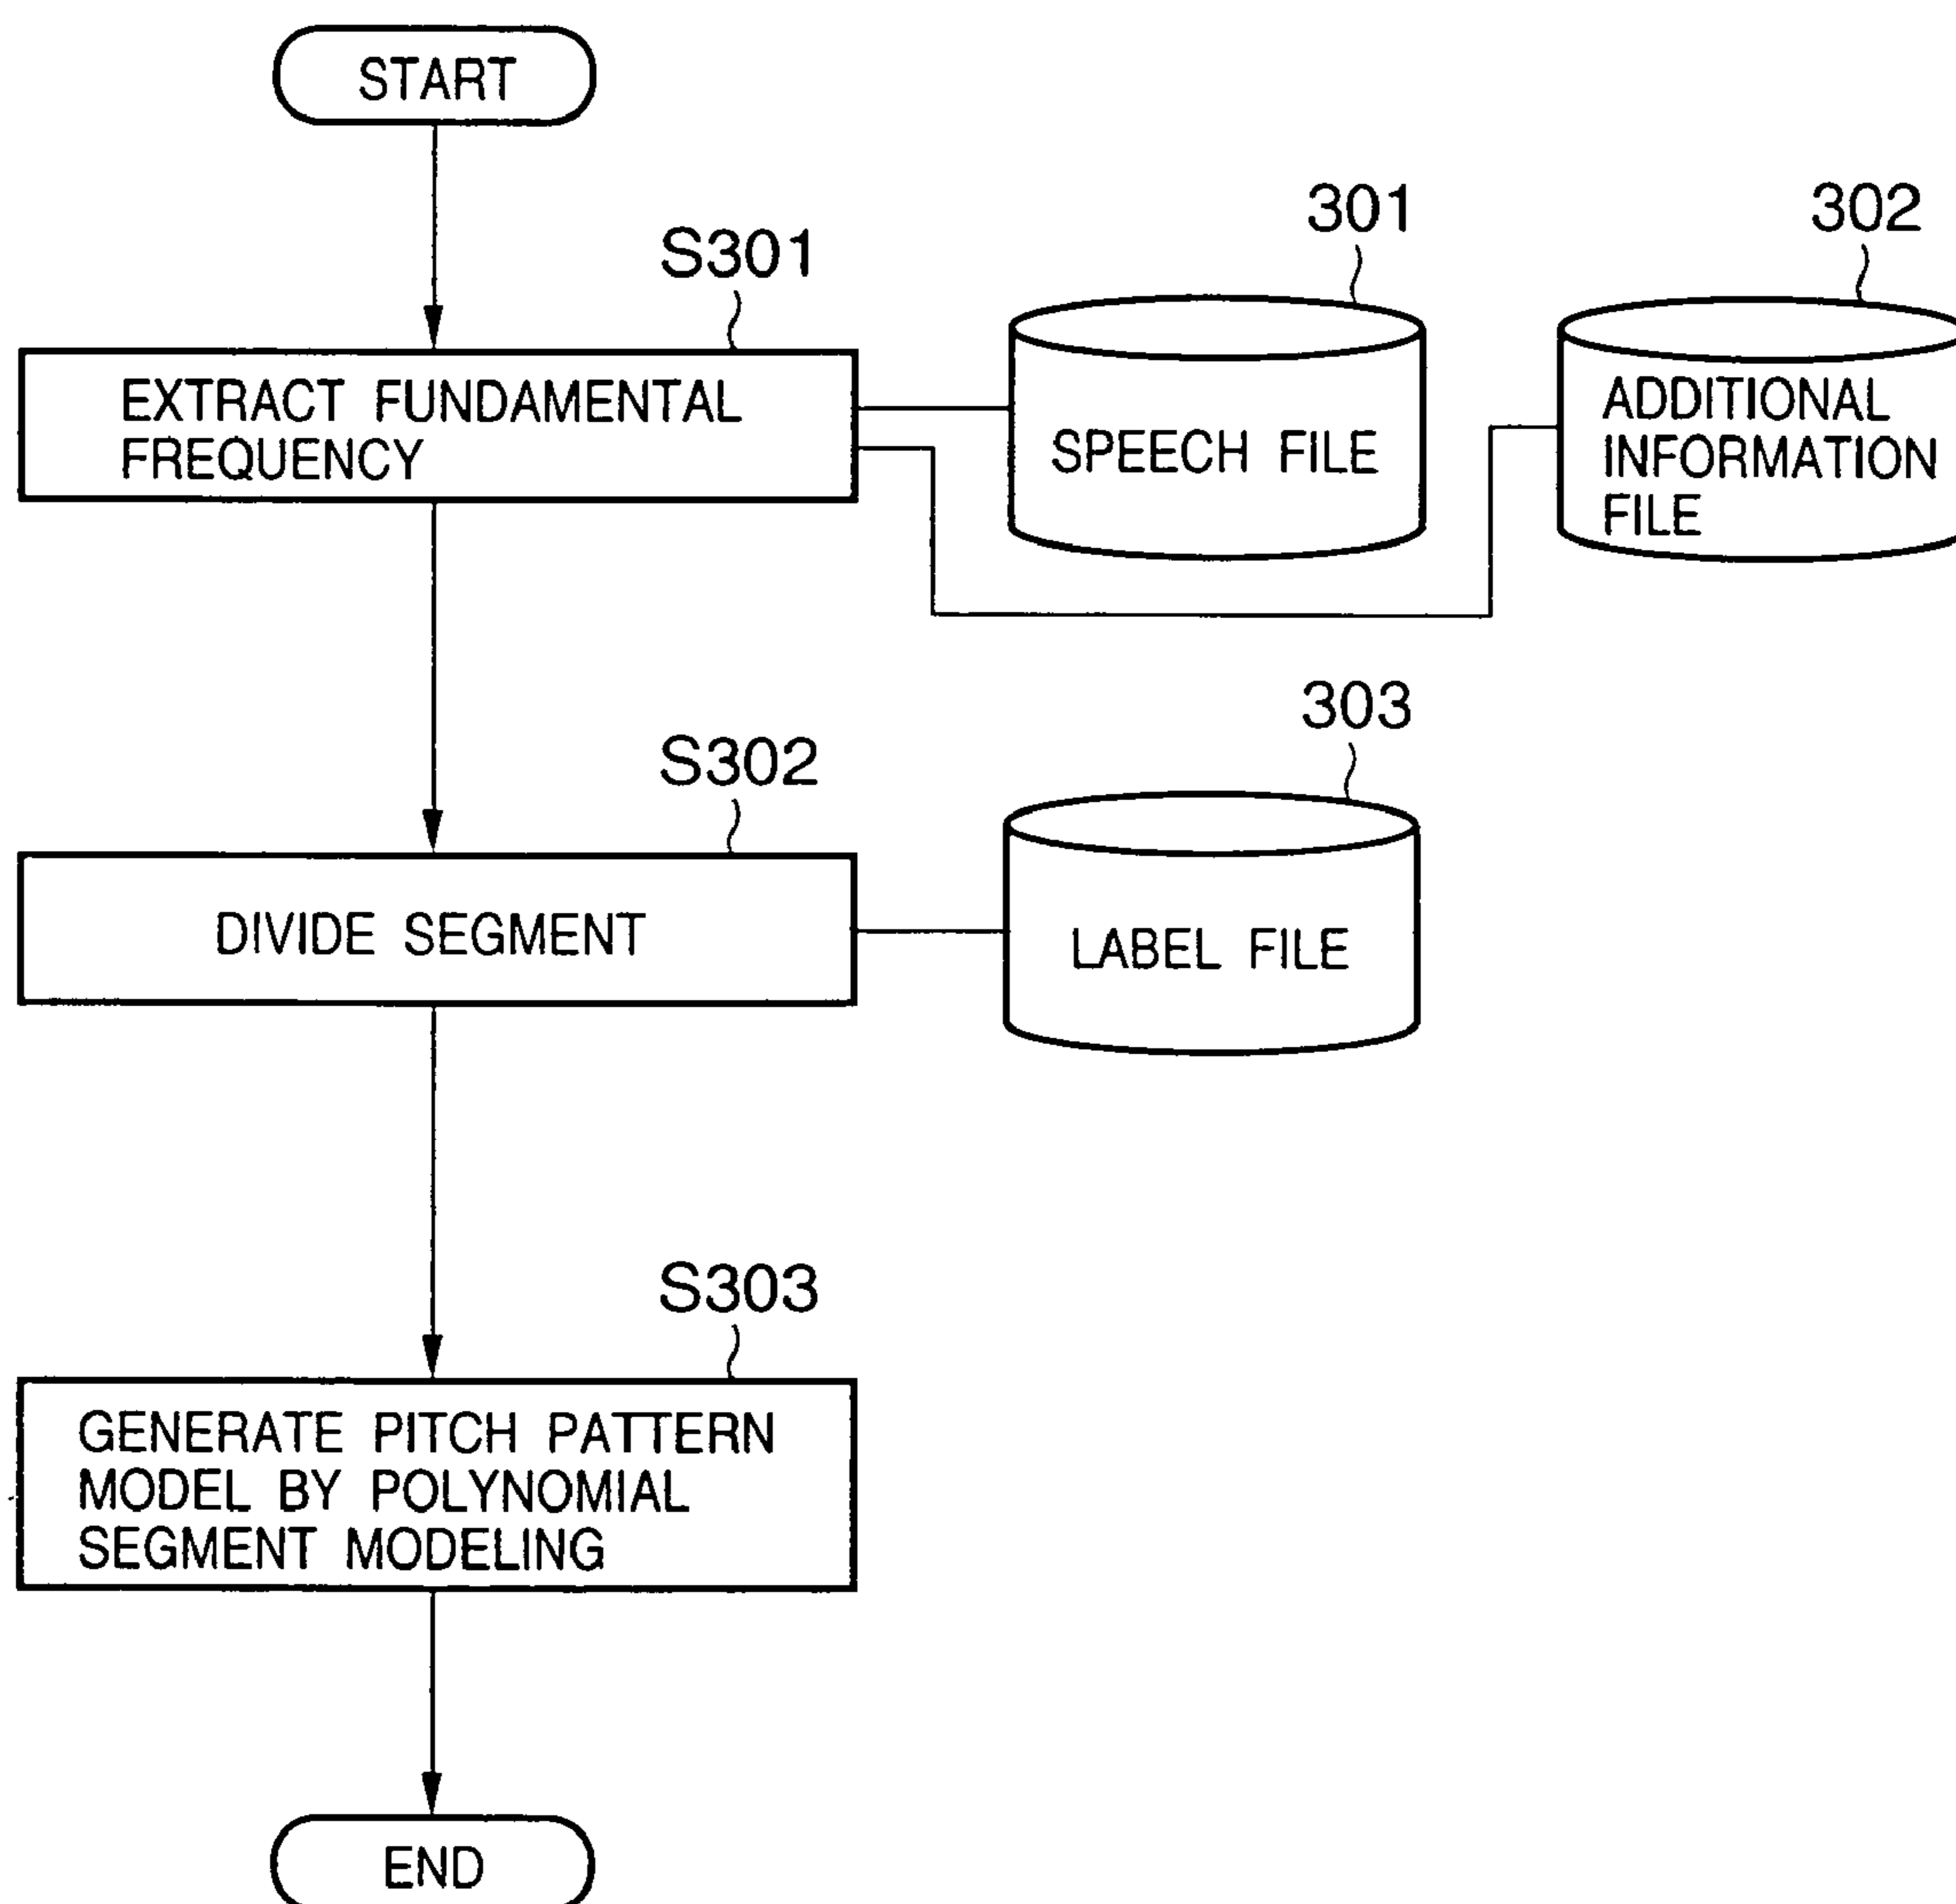 START
S301
301
302
EXTRACT FUNDAMENTAL
FREQUENCY
SPEECH FILE
ADDITIONAL
INFORMATION
FILE
S302
303
DIVIDE SEGMENT
LABEL FILE
S303
GENERATE PITCH PATTERN
MODEL BY POLYNOMIAL
SEGMENT MODELING
END